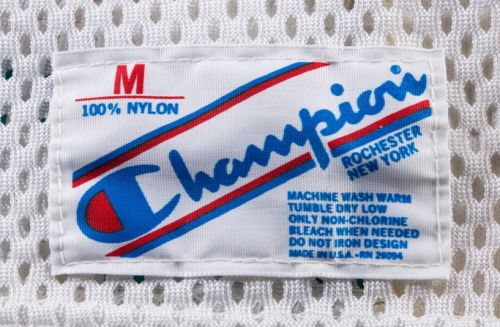 M
100% NYLON
Champion
ROCHESTER
NEW YORK
MACHINE WASH WARM
TUMBLE DRY LOW
ONLY NON-CHLORINE
BLEACH WHEN NEEDED
DO NOT IRON DESIGN
MADE IN U.S.A.-RN 26094